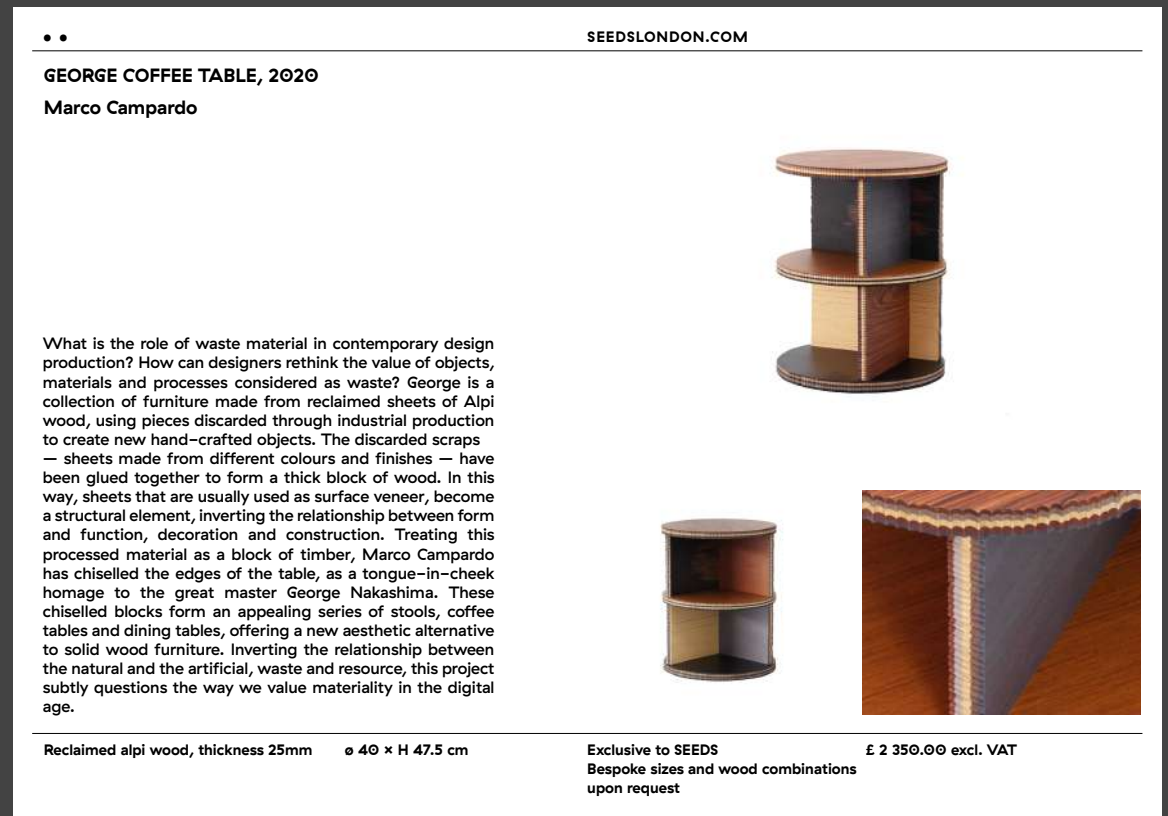 SEEDSLONDON.COM
GEORGE COFFEE TABLE, 2020
Marco Campardo
What is the role of waste material in contemporary design
production? How can designers rethink the value of objects,
materials and processes considered as waste? George is a
collection of furniture made from reclaimed sheets of Alpi
wood, using pieces discarded through industrial production
to create new hand-crafted objects. The discarded scraps
— sheets made from different colours and finishes — have
been glued together to form a thick block of wood. In this
way, sheets that are usually used as surface veneer, become
a structural element, inverting the relationship between form
and function, decoration and construction. Treating this
processed material as a block of timber, Marco Campardo
has chiselled the edges of the table, as a tongue-in-cheek
homage to the great master George Nakashima. These
chiselled blocks form an appealing series of stools, coffee
tables and dining tables, offering a new aesthetic alternative
to solid wood furniture. Inverting the relationship between
the natural and the artificial, waste and resource, this project
subtly questions the way we value materiality in the digital
age.
Reclaimed alpi wood, thickness 25mm
ø 40 × H 47.5 cm
Exclusive to SEEDS
Bespoke sizes and wood combinations
upon request
£ 2 350.00 excl. VAT